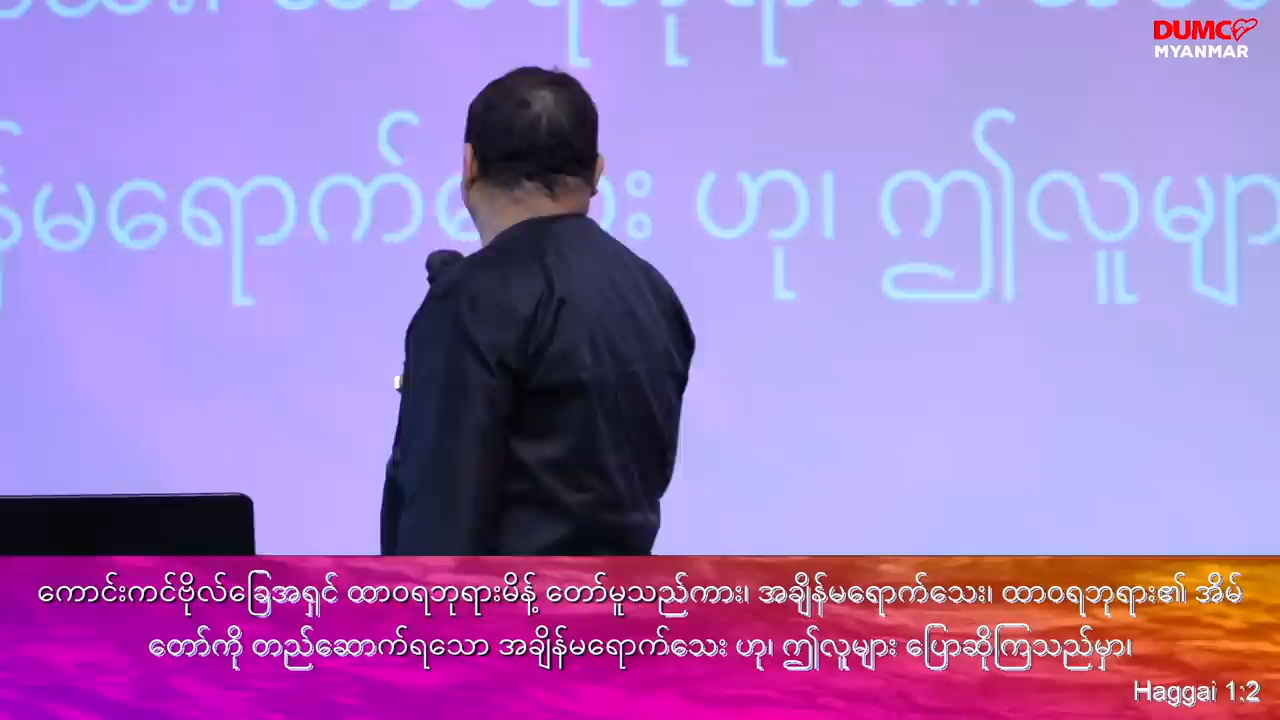 DUMC
MYANMAR
န်မရောက်သေး ဟု၊ ဤလူမျာ
ကောင်းကင်ဗိုလ်ခြေအရှင် ထာဝရဘုရားမိန့် တော်မူသည်ကား၊ အချိန်မရောက်သေး၊ ထာဝရဘုရား၏ အိမ်
တော်ကို တည်ဆောက်ရသော အချိန်မရောက်သေး ဟု၊ ဤလူများ ပြောဆိုကြသည်မှာ၊
Haggai 1:2